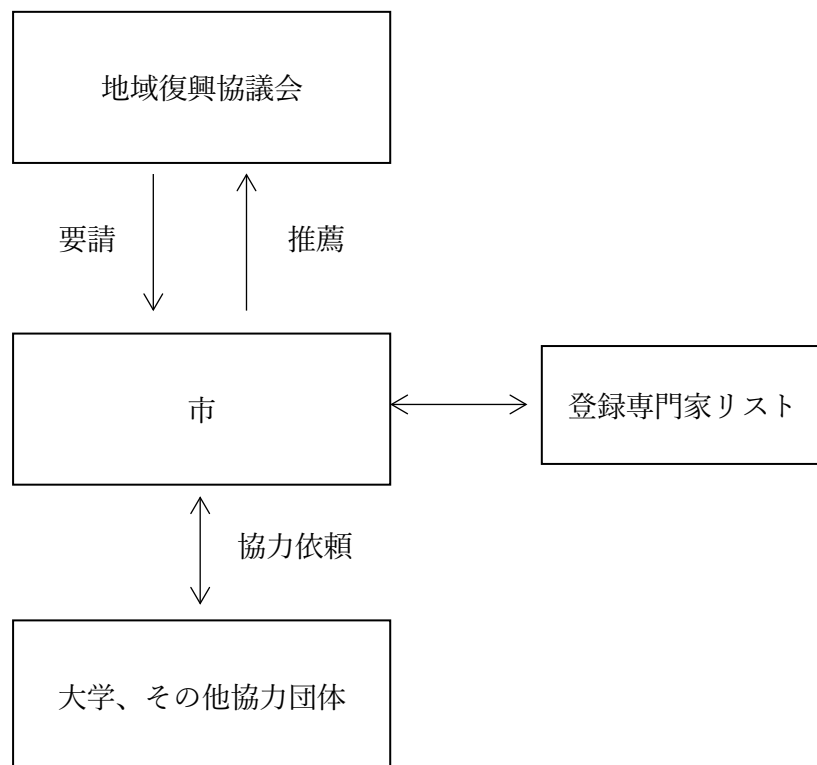 地域復興協議会
要請
推薦
市
登録専門家リスト
協力依頼
大学、その他協力団体